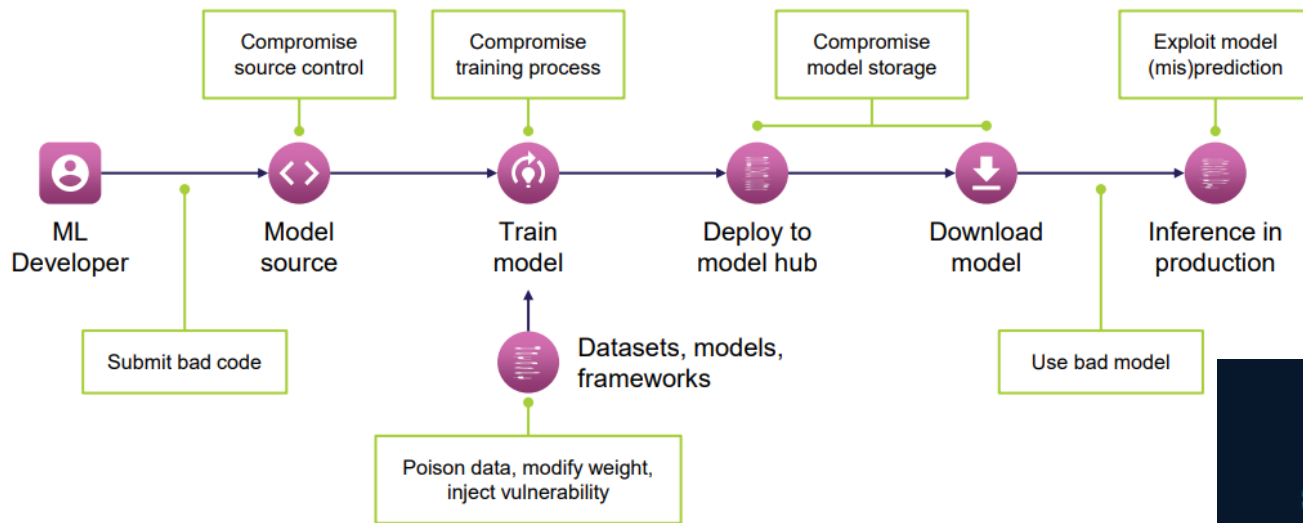 Compromise
source control
Compromise
training process
Compromise
model storage
Exploit model
(mis)prediction
ML
Developer
Model
source
Train
model
Deploy to
model hub
Download
model
Inference in
production
Submit bad code
Datasets, models,
frameworks
Use bad model
Poison data, modify weight,
inject vulnerability